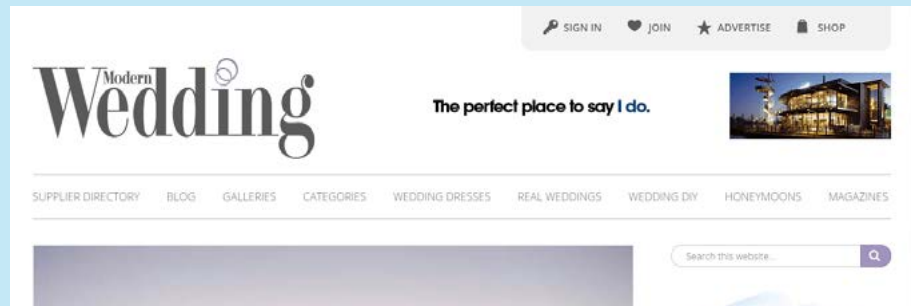 SIGN IN JOIN ADVERTISE SHOP
Modern
Wedding
The perfect place to say I do.
SUPPLIER DIRECTORY BLOG GALLERIES CATEGORIES WEDDING DRESSES REAL WEDDINGS WEDDING DIY HONEYMOONS MAGAZINES
Search this website...